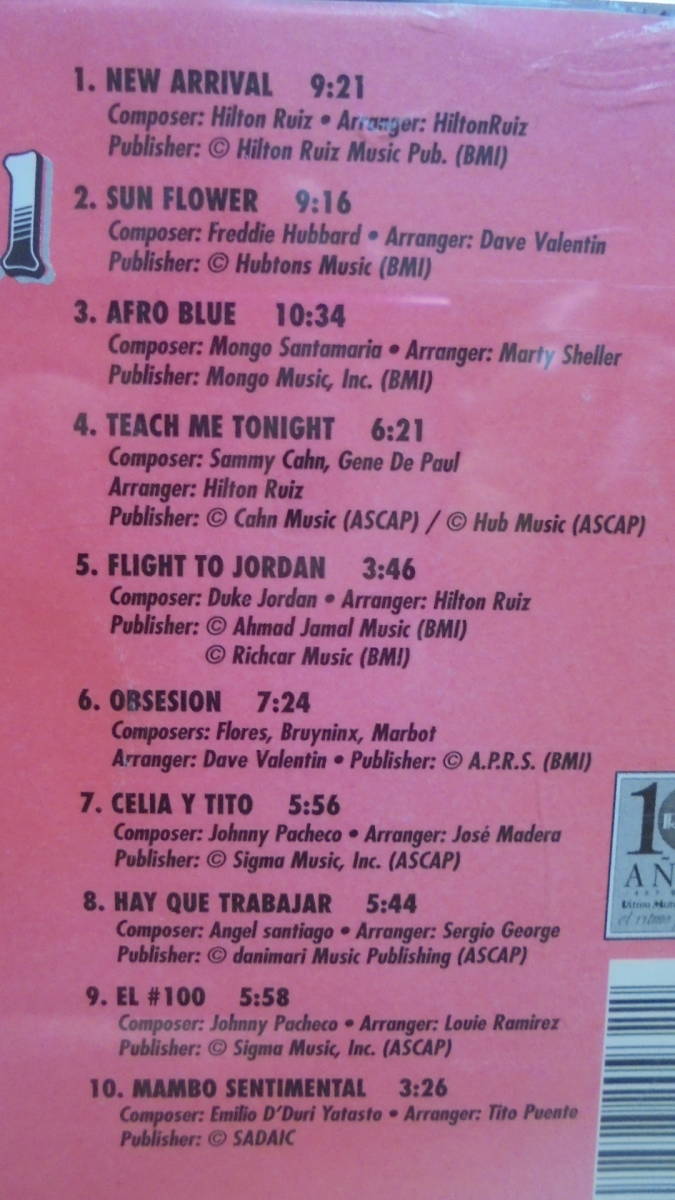 1. NEW ARRIVAL 9:21
Composer: Hilton Ruiz • Arranger: HiltonRuiz
Publisher: © Hilton Ruiz Music Pub. (BMI)
2. SUN FLOWER 9:16
Composer: Freddie Hubbard • Arranger: Dave Valentin
Publisher: © Hubtons Music (BMI)
3. AFRO BLUE 10:34
Composer: Mongo Santamaria • Arranger: Marty Sheller
Publisher: Mongo Music, Inc. (BMI)
4. TEACH ME TONIGHT 6:21
Composer: Sammy Cahn, Gene De Paul
Arranger: Hilton Ruiz
Publisher: © Cahn Music (ASCAP) / © Hub Music (ASCAP)
5. FLIGHT TO JORDAN 3:46
Composer: Duke Jordan • Arranger: Hilton Ruiz
Publisher: © Ahmad Jamal Music (BMI)
© Richcar Music (BMI)
6. OBSESION 7:24
Composers: Flores, Bruyninx, Marbot
Arranger: Dave Valentin • Publisher: © A.P.R.S. (BMI)
7. CELIA Y TITO 5:56
Composer: Johnny Pacheco • Arranger: José Madera
Publisher: © Sigma Music, Inc. (ASCAP)
8. HAY QUE TRABAJAR 5:44
Composer: Angel santiago • Arranger: Sergio George
Publisher: © danimari Music Publishing (ASCAP)
9. EL #100 5:58
Composer: Johnny Pacheco • Arranger: Louie Ramirez
Publisher: © Sigma Music, Inc. (ASCAP)
10. MAMBO SENTIMENTAL 3:26
Composer: Emilio D'Duri Yatasto • Arranger: Tito Puente
Publisher: © SADAIC
1
AÑ
el ritmo